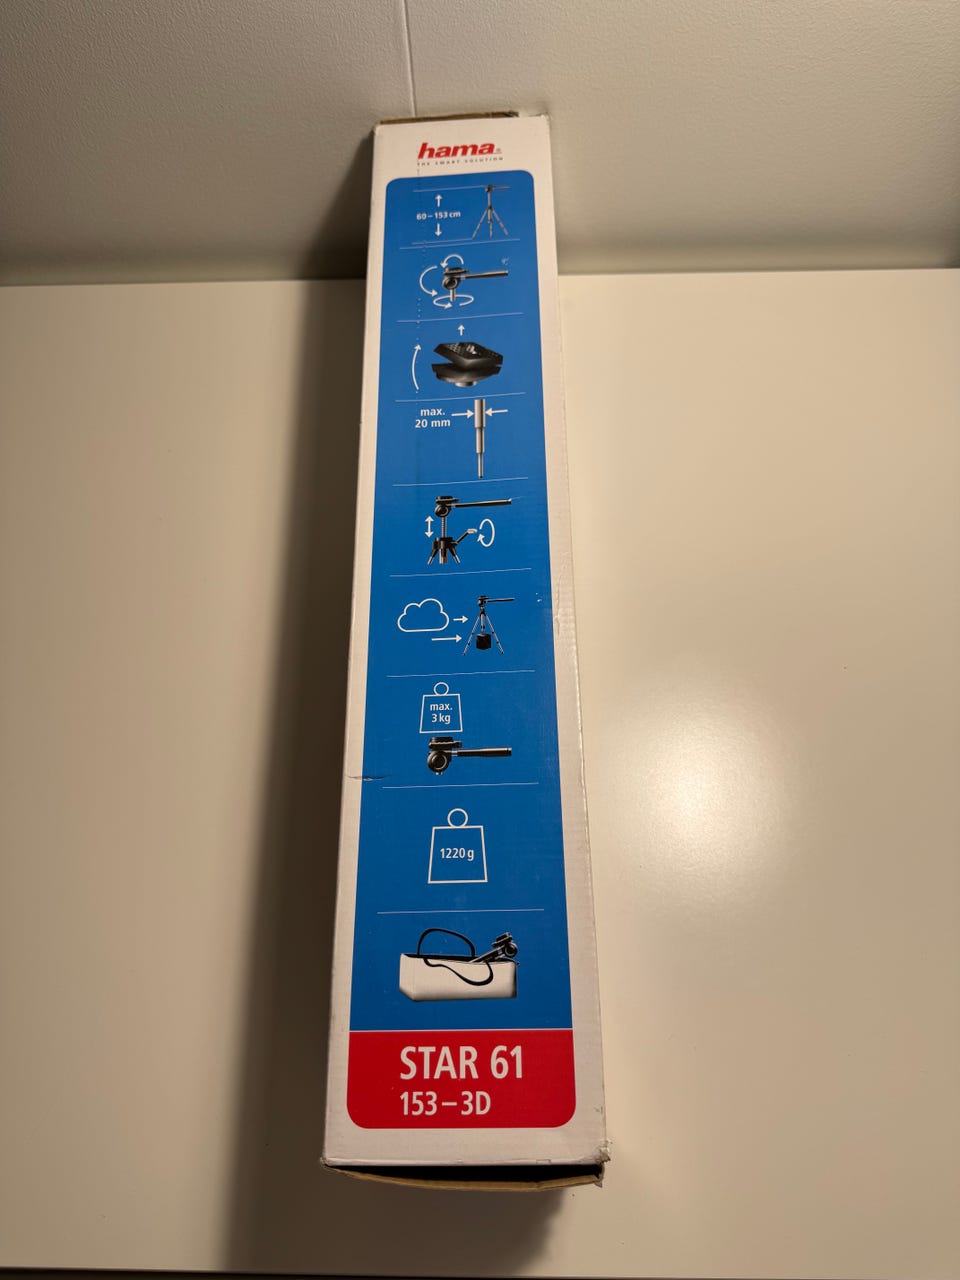 hama®
THE SMART SOLUTION
60–153 cm
max.
20 mm
max.
3 kg
1220 g
STAR 61
153–3D